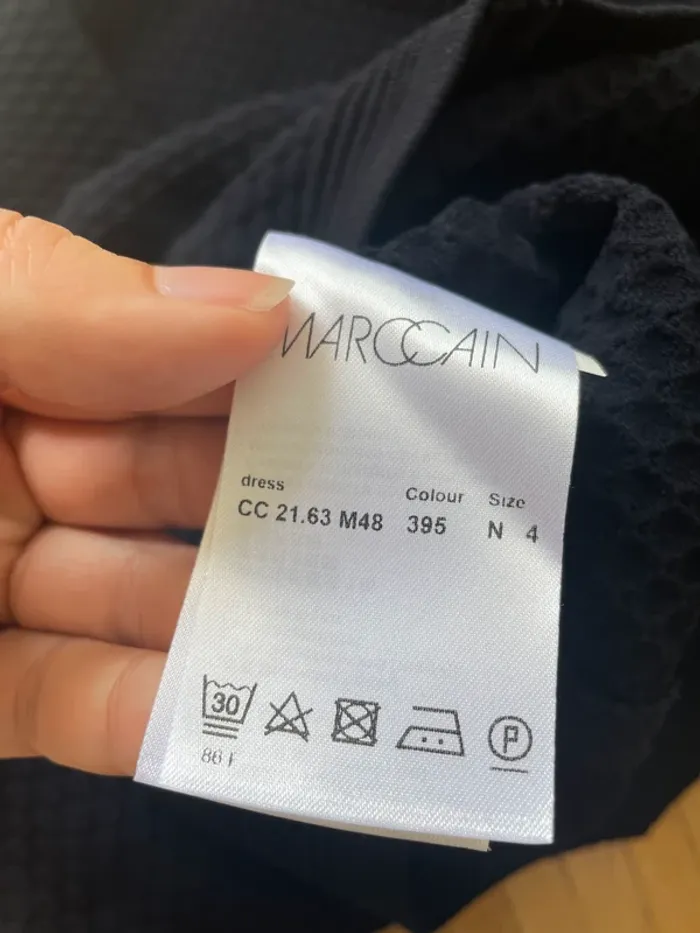 MARCCAIN
dress Colour Size
CC 21.63 M48 395 N 4
30
P
86 F